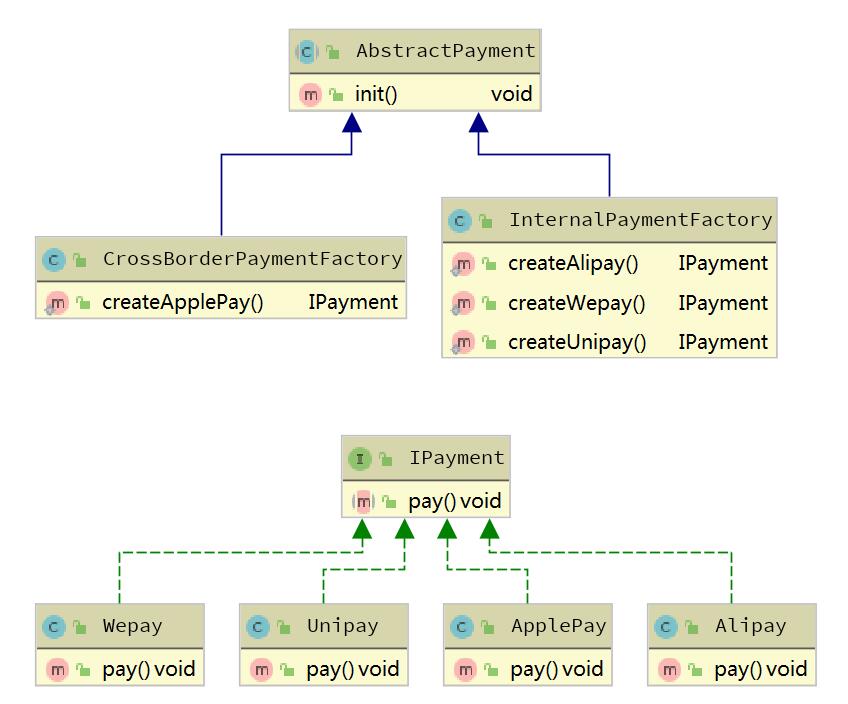 AbstractPayment
init() void
CrossBorderPaymentFactory
createApplePay() IPayment
InternalPaymentFactory
createAlipay() IPayment
createWepay() IPayment
createUnipay() IPayment
IPayment
pay() void
Wepay
pay() void
Unipay
pay() void
ApplePay
pay() void
Alipay
pay() void